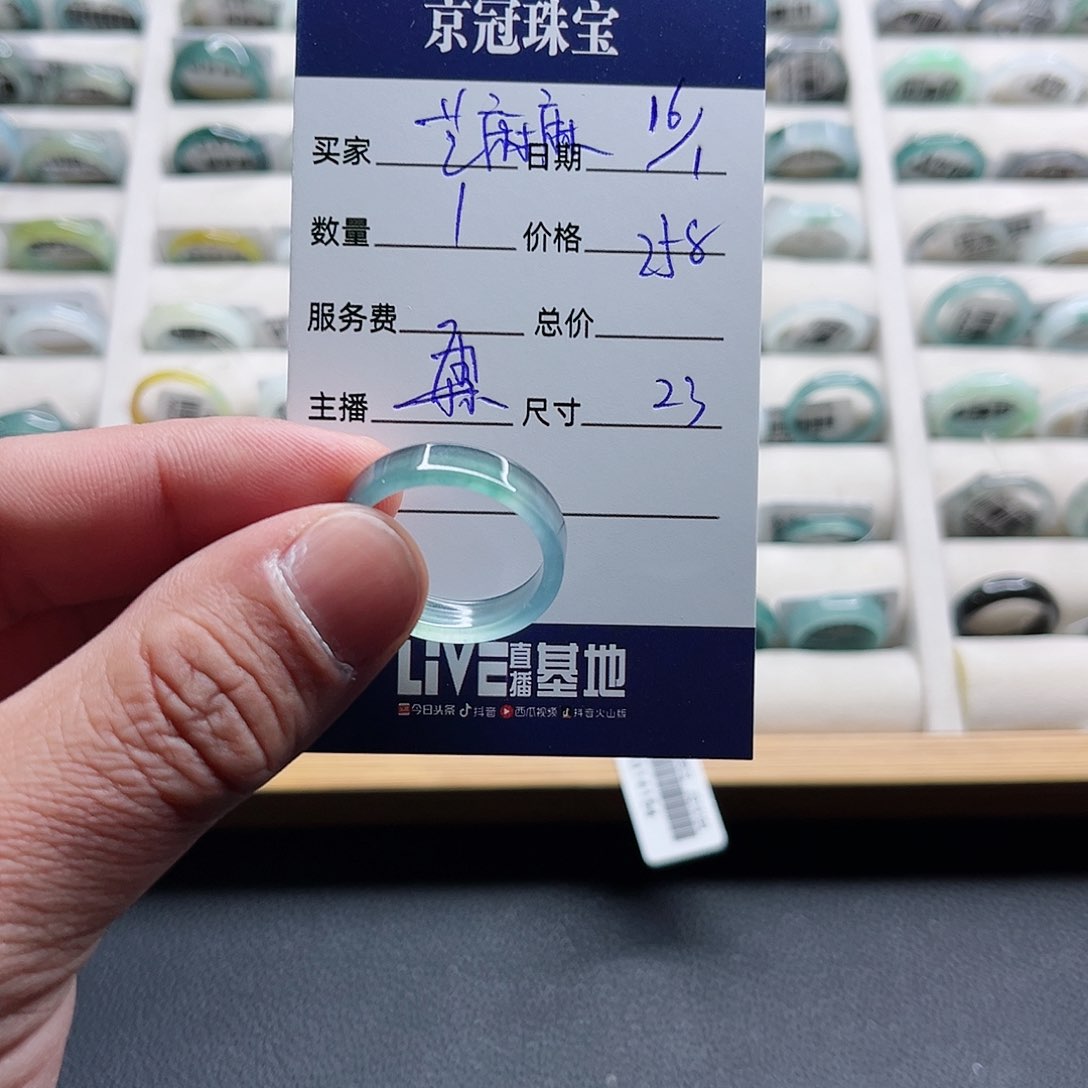 京冠珠宝
买家 芝麻麻 日期 16/1
数量 1 价格 258
服务费 总价
主播 尺寸 23
LIVE直播基地
今日头条 抖音 西瓜视频 抖音火山版